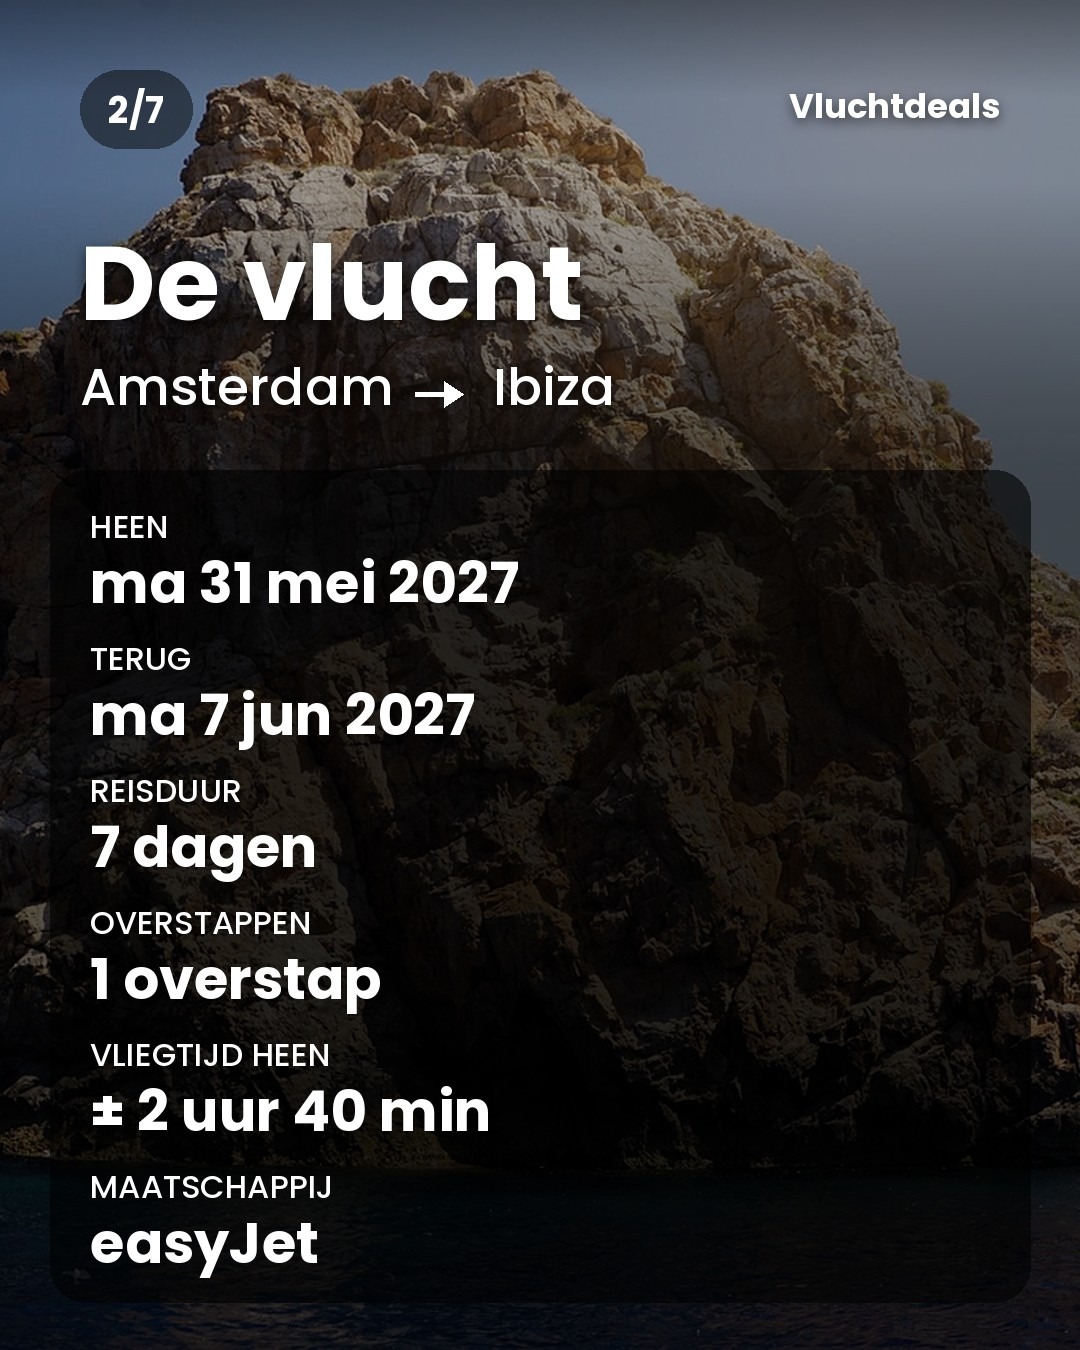 2/7
Vluchtdeals
De vlucht
Amsterdam → Ibiza
HEEN
ma 31 mei 2027
TERUG
ma 7 jun 2027
REISDUUR
7 dagen
OVERSTAPPEN
1 overstap
VLIEGTIJD HEEN
± 2 uur 40 min
MAATSCHAPPIJ
easyJet